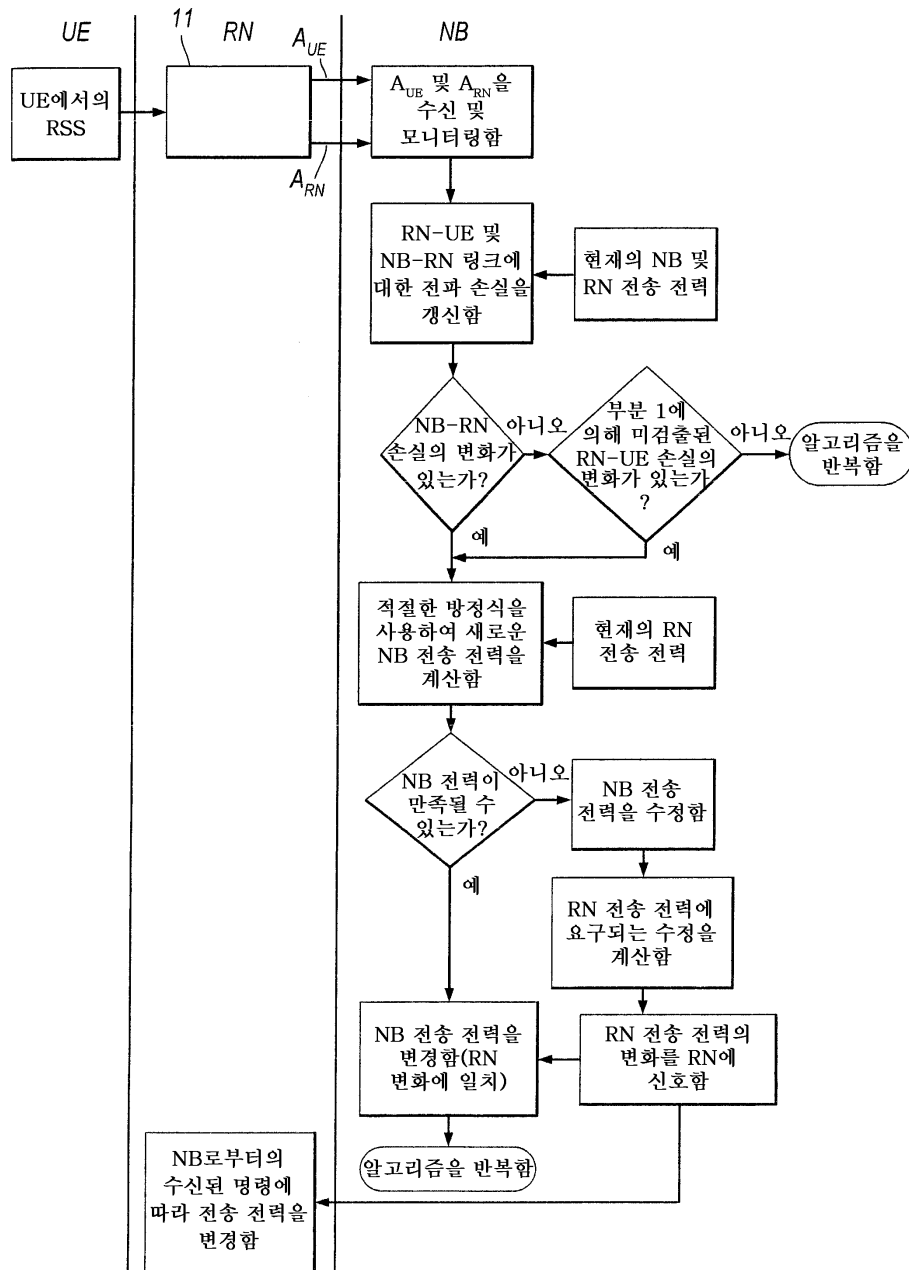 UE
RN
NB
11
A_UE
UE에서의
RSS
A_UE 및 A_RN을
수신 및
모니터링함
A_RN
RN-UE 및
NB-RN 링크에
대한 전파 손실을
갱신함
현재의 NB 및
RN 전송 전력
NB-RN
손실의 변화가
있는가?
아니오
부분 1에
의해 미검출된
RN-UE 손실의
변화가 있는가
?
아니오
알고리즘을
반복함
예
예
적절한 방정식을
사용하여 새로운
NB 전송 전력을
계산함
현재의 RN
전송 전력
NB 전력이
만족될 수
있는가?
아니오
NB 전송
전력을 수정함
예
RN 전송 전력에
요구되는 수정을
계산함
NB 전송 전력을
변경함(RN
변화에 일치)
RN 전송 전력의
변화를 RN에
신호함
알고리즘을 반복함
NB로부터의
수신된 명령에
따라 전송 전력을
변경함